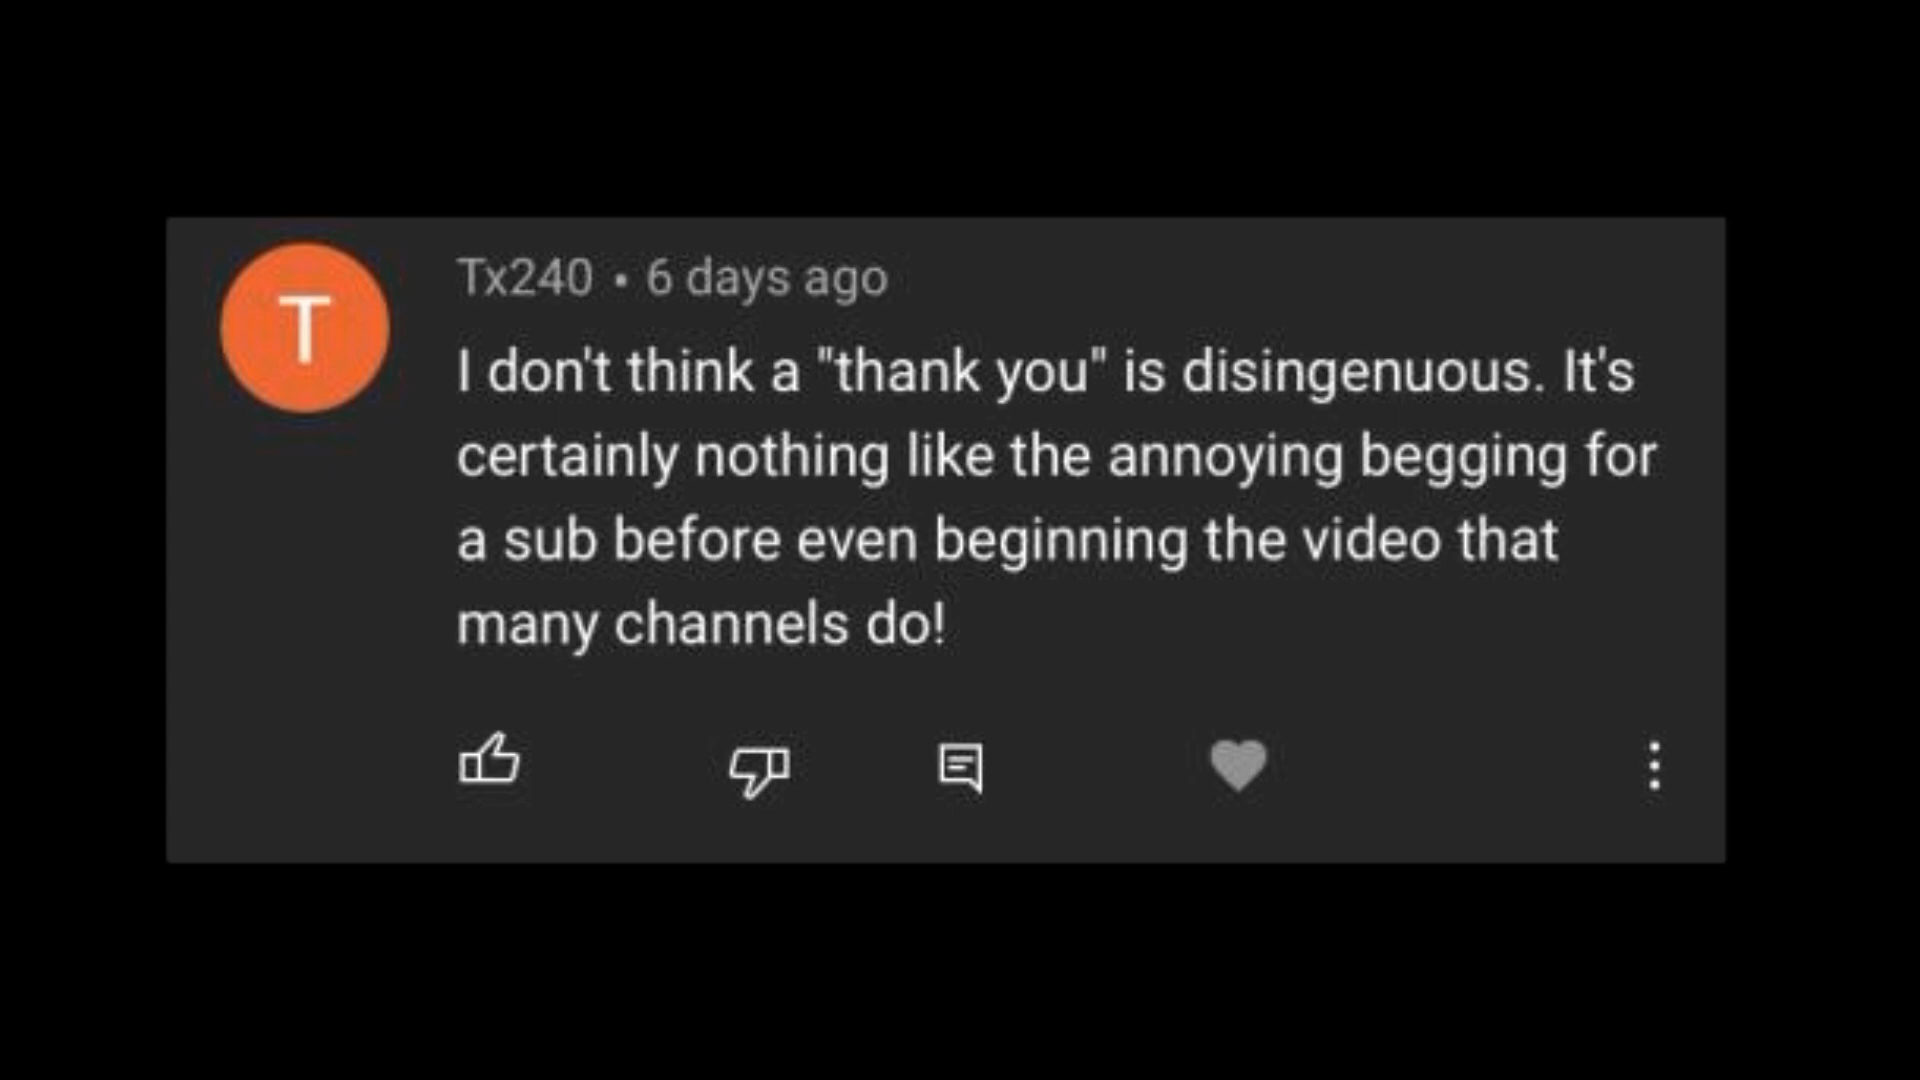 T
Tx240 • 6 days ago
I don't think a "thank you" is disingenuous. It's
certainly nothing like the annoying begging for
a sub before even beginning the video that
many channels do!